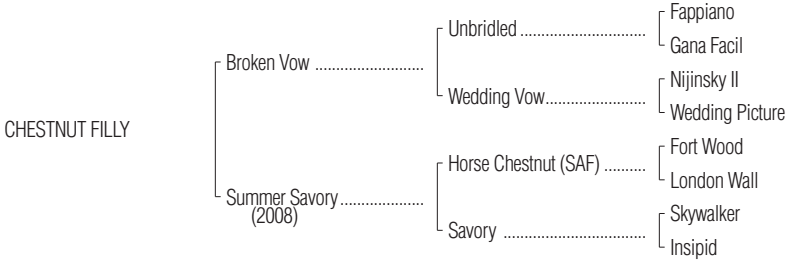 Fappiano
Unbridled
Gana Facil
Broken Vow
Nijinsky II
Wedding Vow
Wedding Picture
CHESTNUT FILLY
Fort Wood
Horse Chestnut (SAF)
London Wall
Summer Savory
(2008)
Skywalker
Savory
Insipid